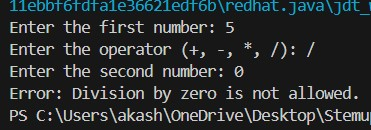 11ebbf6fdfa1e36621edf6b\redhat.java\jdt_
Enter the first number: 5
Enter the operator (+, -, *, /): /
Enter the second number: 0
Error: Division by zero is not allowed.
PS C:\Users\akash\OneDrive\Desktop\Stemup